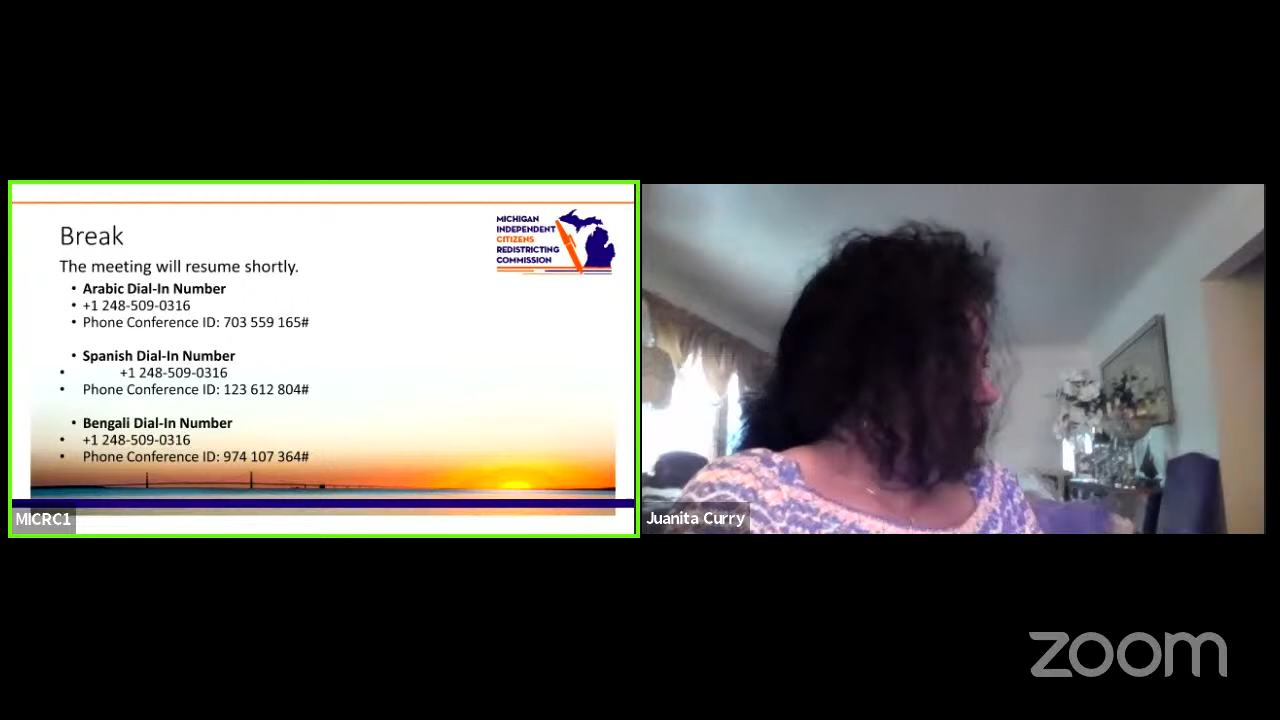 Break
The meeting will resume shortly.
• Arabic Dial-In Number
• +1 248-509-0316
• Phone Conference ID: 703 559 165#
• Spanish Dial-In Number
• +1 248-509-0316
• Phone Conference ID: 123 612 804#
• Bengali Dial-In Number
• +1 248-509-0316
• Phone Conference ID: 974 107 364#
MICHIGAN
INDEPENDENT
CITIZENS
REDISTRICTING
COMMISSION
MICRC1
Juanita Curry
zoom